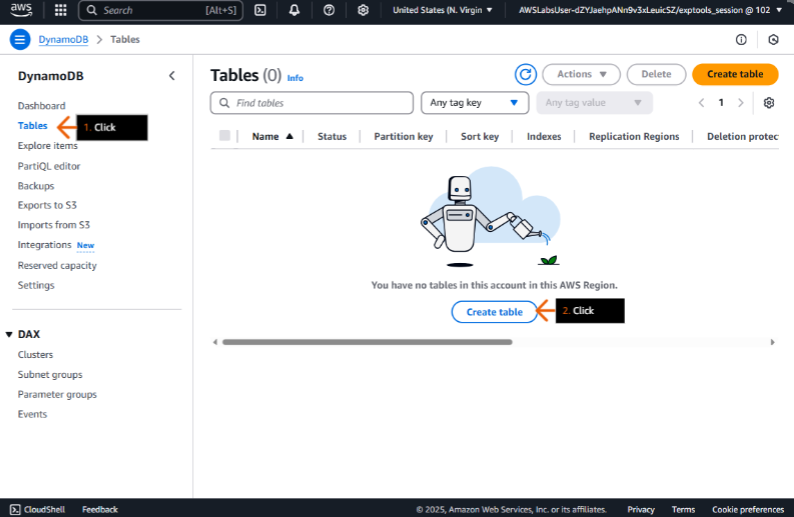 aws
Search [Alt+S]
United States (N. Virgin
AWSLabsUser-dZYJaehpANn9v3xLeuicSZ/exptools_session @ 102
DynamoDB > Tables
DynamoDB
Dashboard
Tables
1. Click
Explore items
PartiQL editor
Backups
Exports to S3
Imports from S3
Integrations New
Reserved capacity
Settings
DAX
Clusters
Subnet groups
Parameter groups
Events
Tables (0) Info
Actions
Delete
Create table
Find tables
Any tag key
Any tag value
1
Name Status Partition key Sort key Indexes Replication Regions Deletion protec
You have no tables in this account in this AWS Region.
Create table
2. Click
CloudShell Feedback
© 2025, Amazon Web Services, Inc. or its affiliates. Privacy Terms Cookie preferences